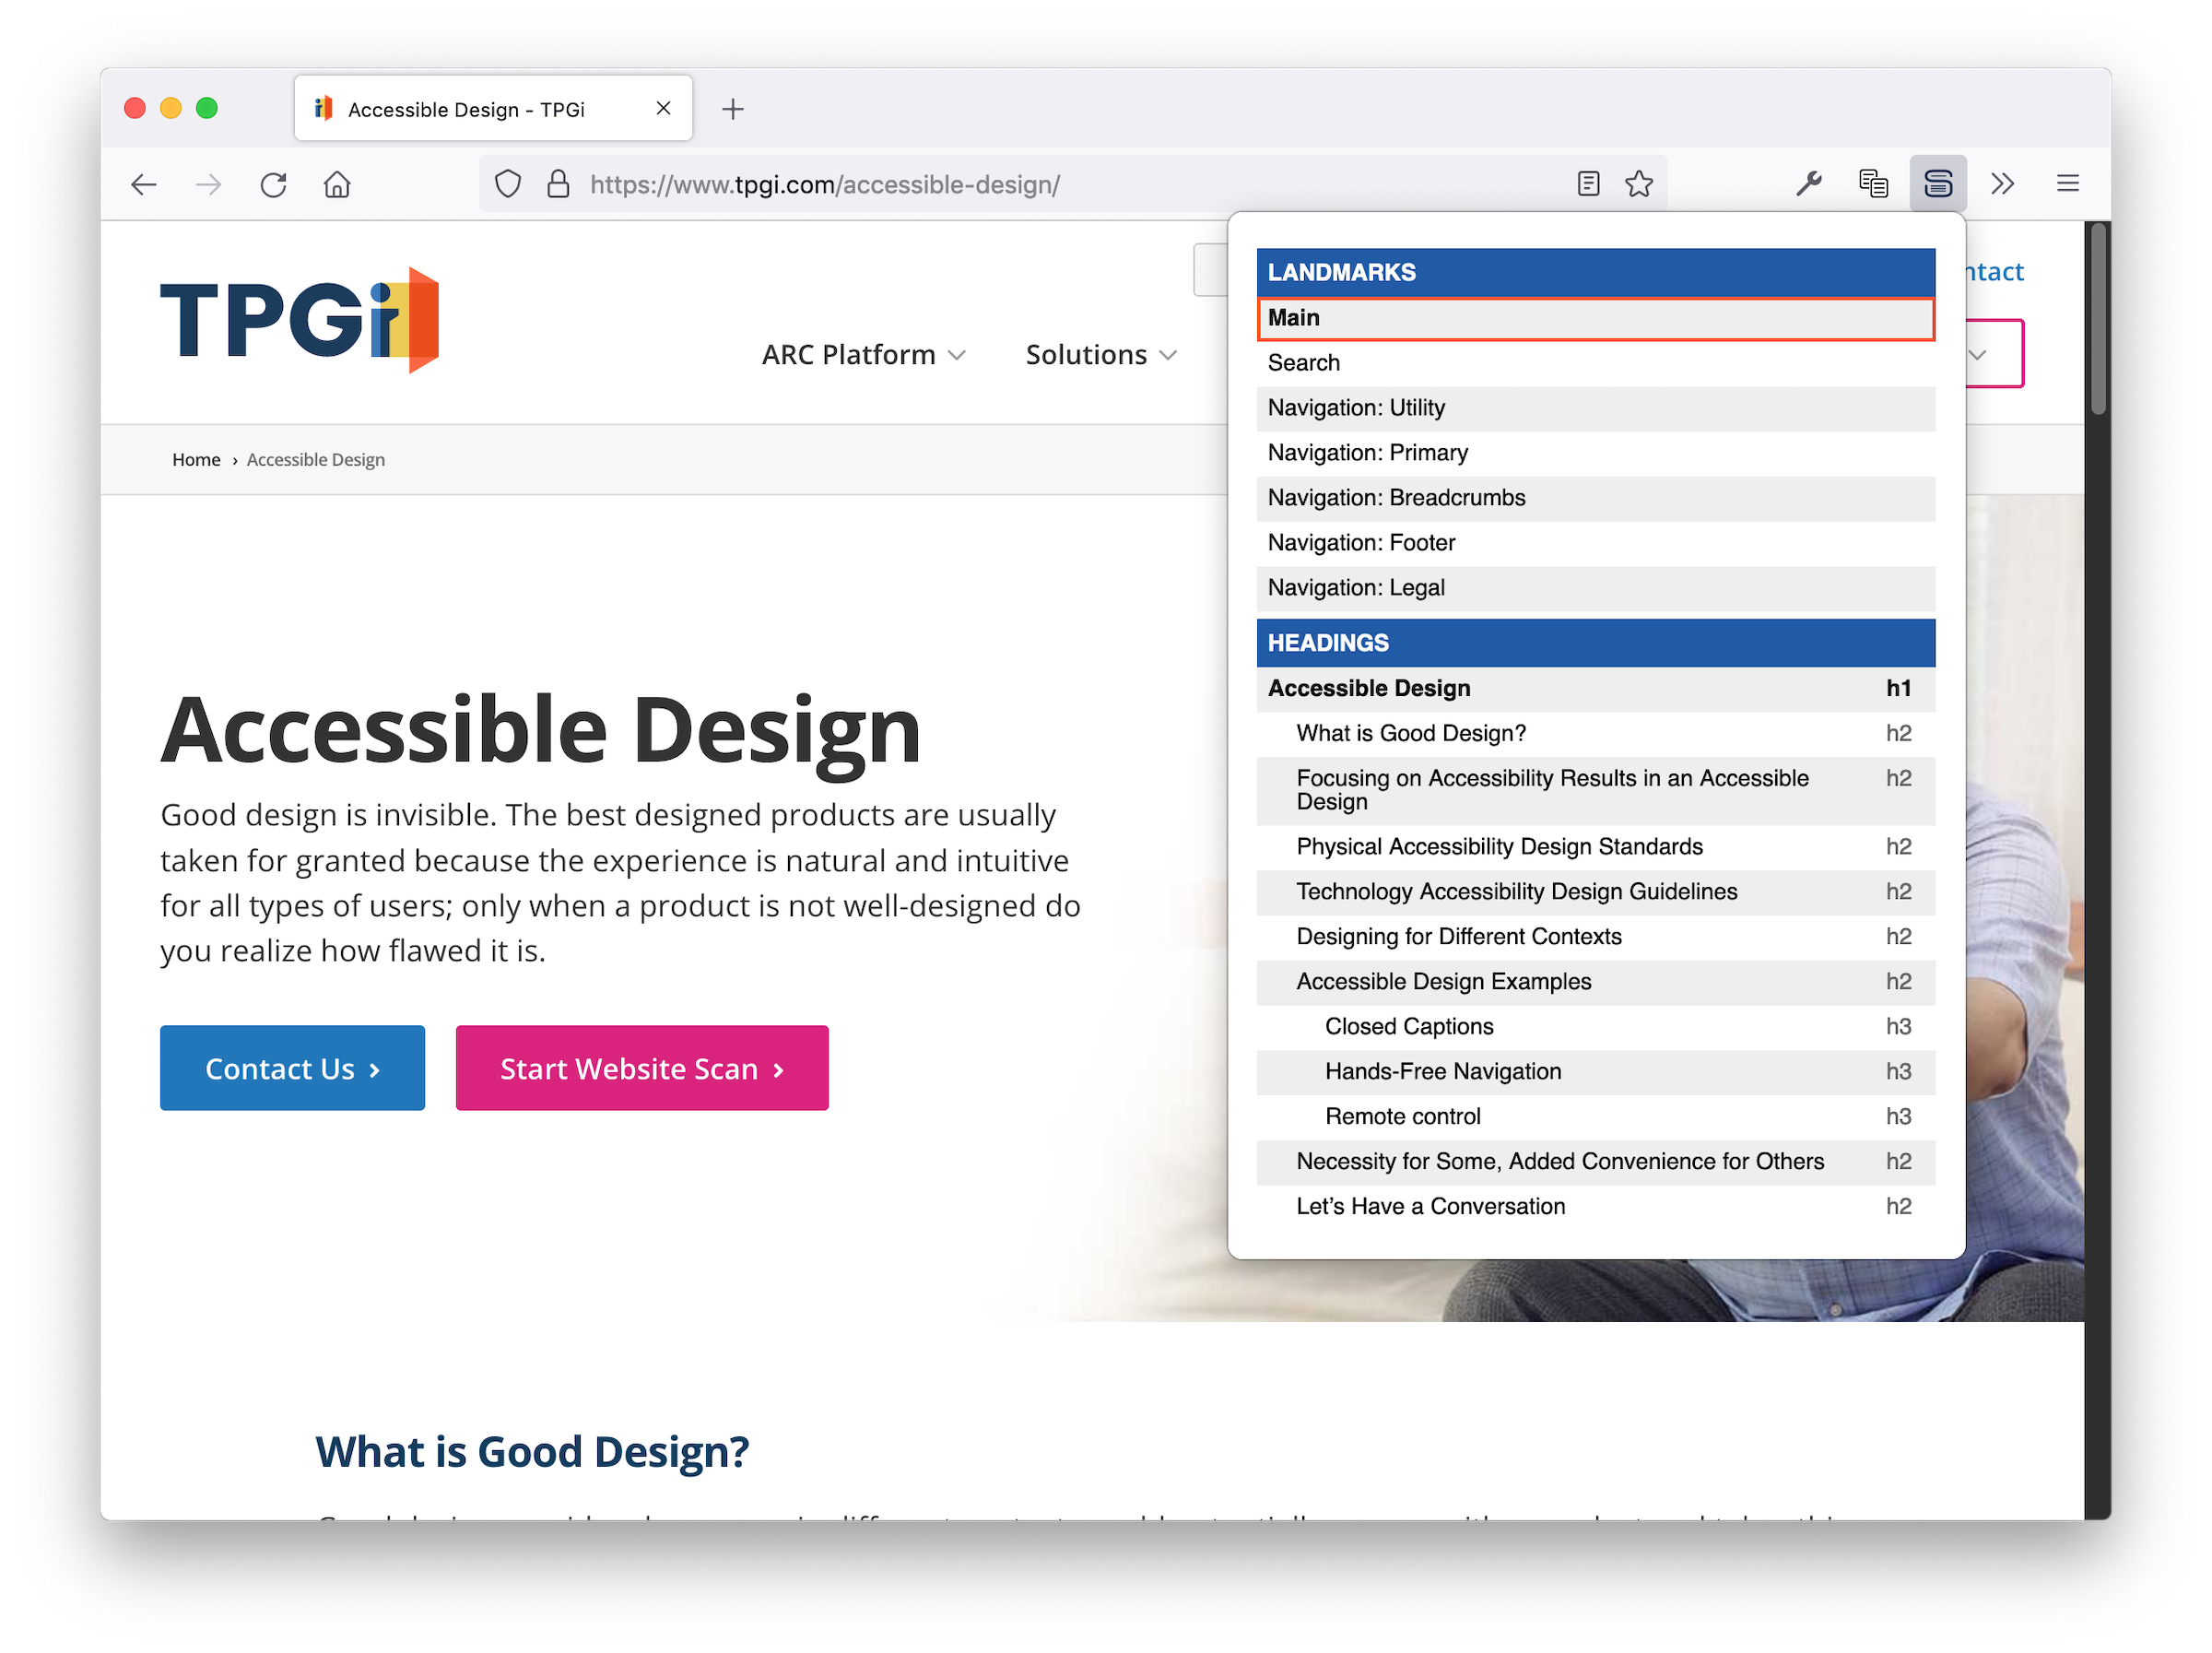 Accessible Design - TPGi
https://www.tpgi.com/accessible-design/
TPGi
ARC Platform
Solutions
Home › Accessible Design
Accessible Design
Good design is invisible. The best designed products are usually
taken for granted because the experience is natural and intuitive
for all types of users; only when a product is not well-designed do
you realize how flawed it is.
Contact Us ›
Start Website Scan ›
What is Good Design?
LANDMARKS
Main
Search
Navigation: Utility
Navigation: Primary
Navigation: Breadcrumbs
Navigation: Footer
Navigation: Legal
HEADINGS
Accessible Design h1
What is Good Design? h2
Focusing on Accessibility Results in an Accessible h2
Design
Physical Accessibility Design Standards h2
Technology Accessibility Design Guidelines h2
Designing for Different Contexts h2
Accessible Design Examples h2
Closed Captions h3
Hands-Free Navigation h3
Remote control h3
Necessity for Some, Added Convenience for Others h2
Let’s Have a Conversation h2